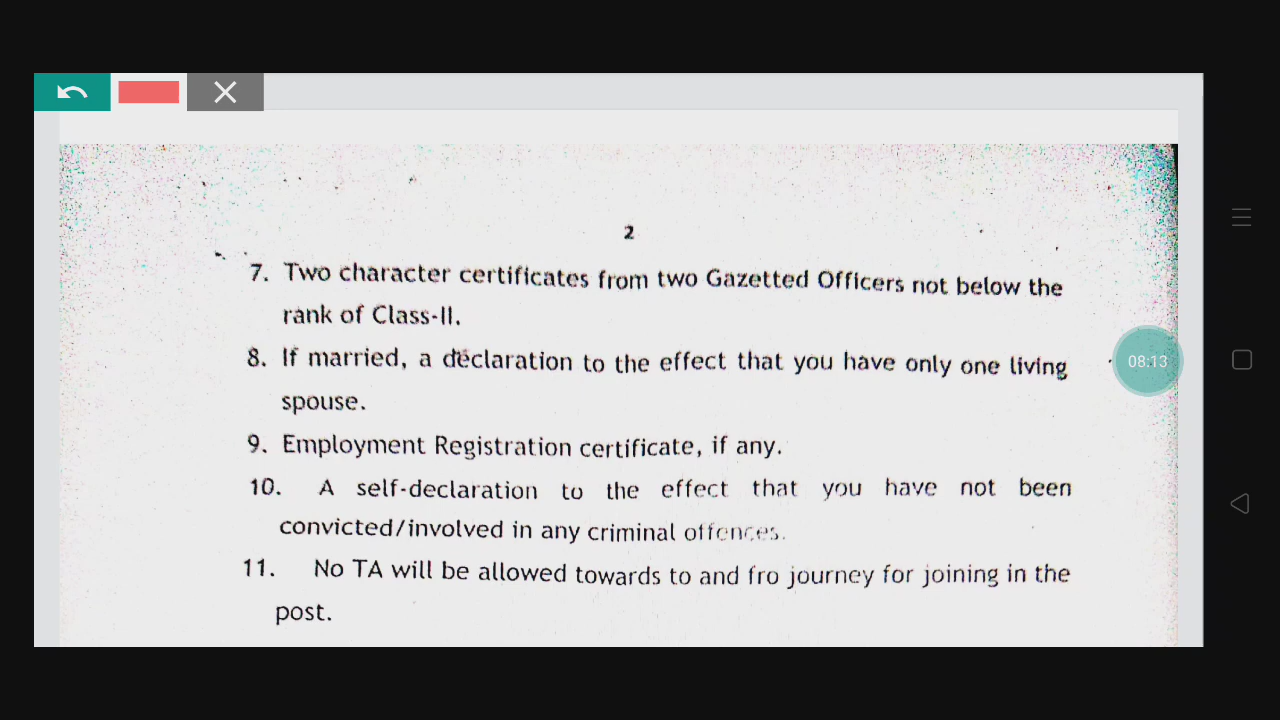 2
7. Two character certificates from two Gazetted Officers not below the
rank of Class-II.
8. If married, a declaration to the effect that you have only one living
spouse.
08:13
9. Employment Registration certificate, if any.
10. A self-declaration to the effect that you have not been
convicted/involved in any criminal offences.
11. No TA will be allowed towards to and fro journey for joining in the
post.